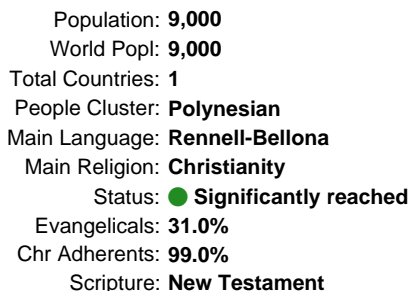 Population: 9,000
World Popl: 9,000
Total Countries: 1
People Cluster: Polynesian
Main Language: Rennell-Bellona
Main Religion: Christianity
Status: Significantly reached
Evangelicals: 31.0%
Chr Adherents: 99.0%
Scripture: New Testament